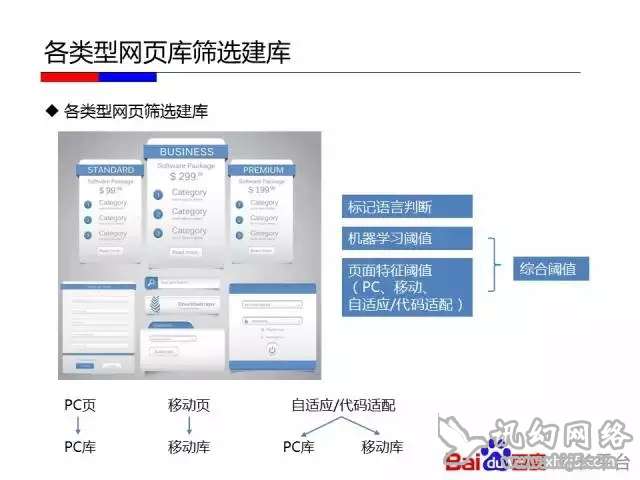 各类型网页库筛选建库
◆ 各类型网页筛选建库
BUSINESS
Software Package
$ 299.
STANDARD
Software Package
$ 99.
PREMIUM
Software Package
$ 199.
1 Category
2 Category
3 Category
Read more
Category
Category
Category
Read more
Category
Category
Category
Read more
标记语言判断
机器学习阈值
页面特征阈值
（PC、移动、
自适应/代码适配）
综合阈值
PC页
移动页
自适应/代码适配
PC库
移动库
PC库
移动库
讯幻网络
Bai du 百度
平台